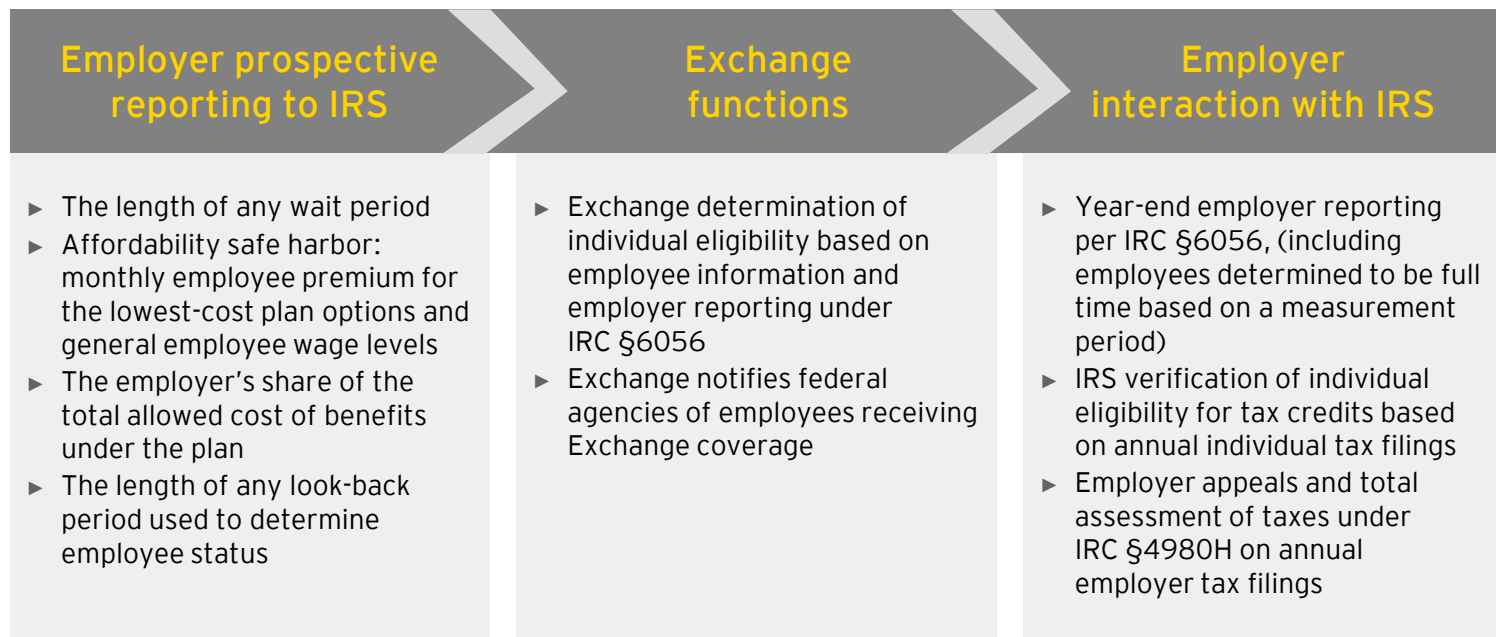 Employer prospective
reporting to IRS
Exchange
functions
Employer
interaction with IRS
► The length of any wait period
► Affordability safe harbor:
monthly employee premium for
the lowest-cost plan options and
general employee wage levels
► The employer’s share of the
total allowed cost of benefits
under the plan
► The length of any look-back
period used to determine
employee status
► Exchange determination of
individual eligibility based on
employee information and
employer reporting under
IRC §6056
► Exchange notifies federal
agencies of employees receiving
Exchange coverage
► Year-end employer reporting
per IRC §6056, (including
employees determined to be full
time based on a measurement
period)
► IRS verification of individual
eligibility for tax credits based
on annual individual tax filings
► Employer appeals and total
assessment of taxes under
IRC §4980H on annual
employer tax filings